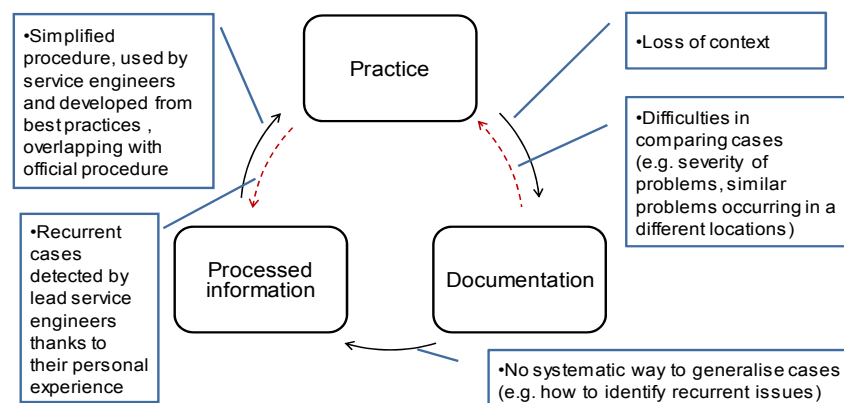 •Simplified
procedure, used by
service engineers
and developed from
best practices ,
overlapping with
official procedure
Practice
•Loss of context
•Difficulties in
comparing cases
(e.g. severity of
problems, similar
problems occurring in a
different locations)
•Recurrent
cases
detected by
lead service
engineers
thanks to
their personal
experience
Processed
information
Documentation
•No systematic way to generalise cases
(e.g. how to identify recurrent issues)